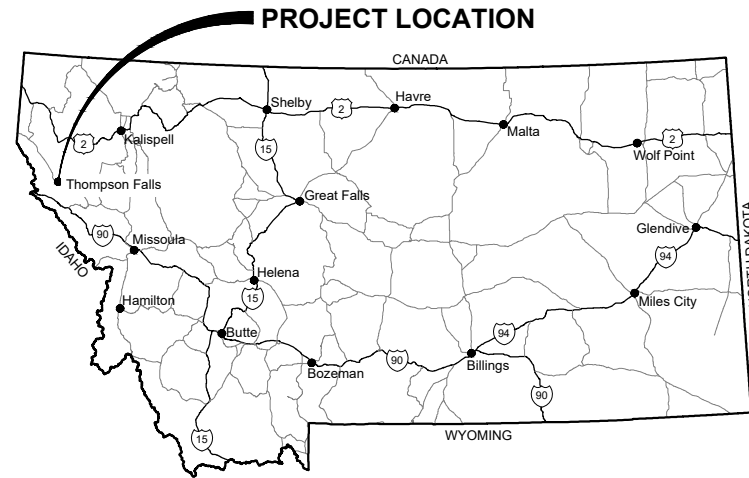 PROJECT LOCATION
CANADA
Shelby
2
Havre
Malta
2
Kalispell
15
2
Wolf Point
Thompson Falls
Great Falls
Glendive
90
Missoula
IDAHO
94
Helena
15
Hamilton
Miles City
Butte
94
Bozeman
90
Billings
90
15
WYOMING